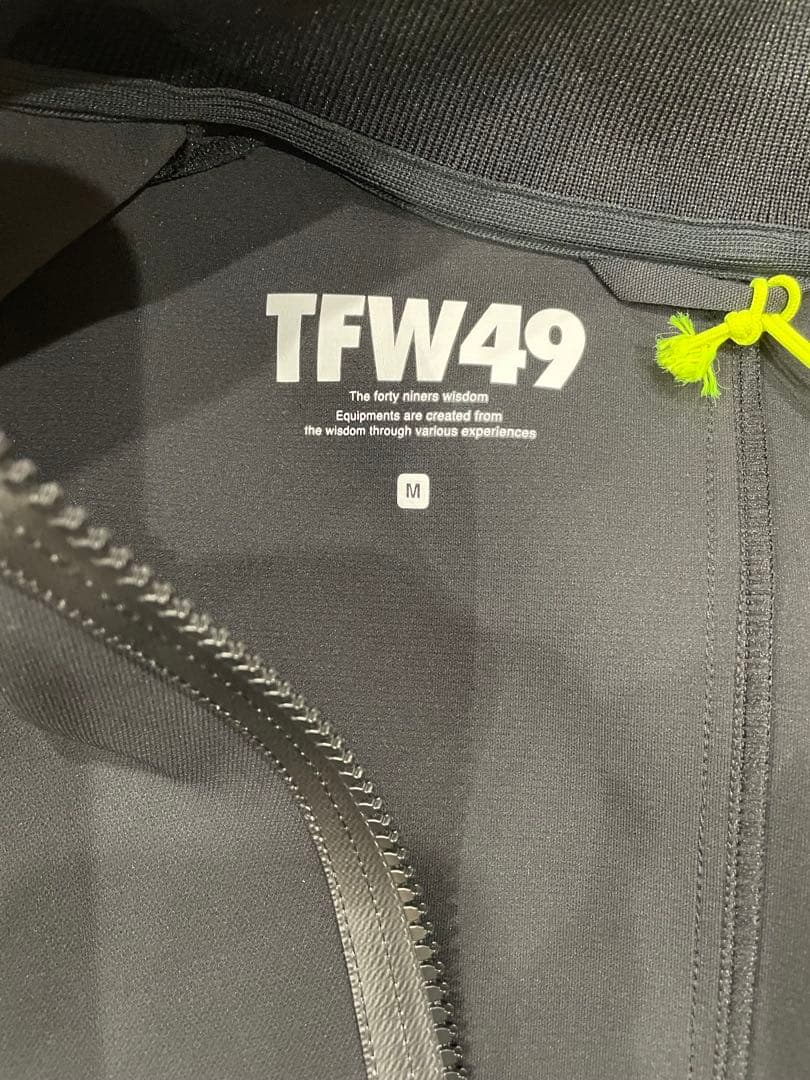 TFW49
The forty niners wisdom
Equipments are created from
the wisdom through various experiences
M